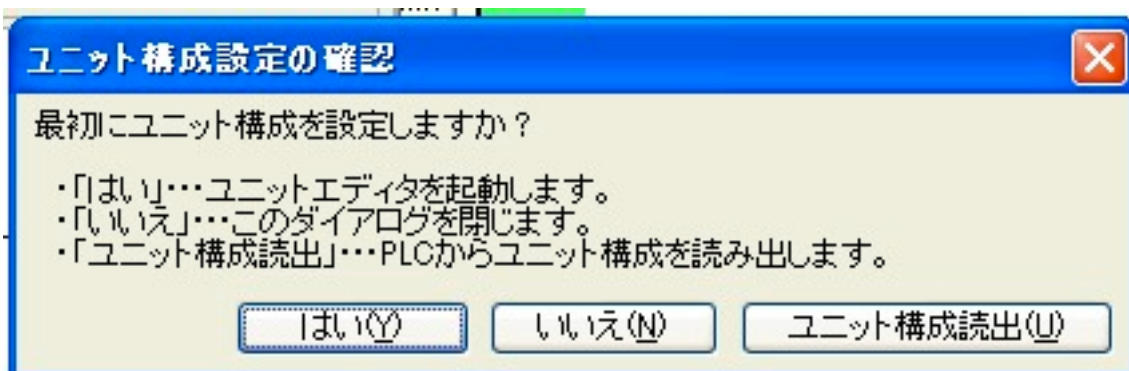 ユニット構成設定の確認
最初にユニット構成を設定しますか？
・「はい」･･･ユニットエディタを起動します。
・「いいえ」･･･このダイアログを閉じます。
・「ユニット構成読出」･･･PLCからユニット構成を読み出します。
はい(Y) いいえ(N) ユニット構成読出(U)